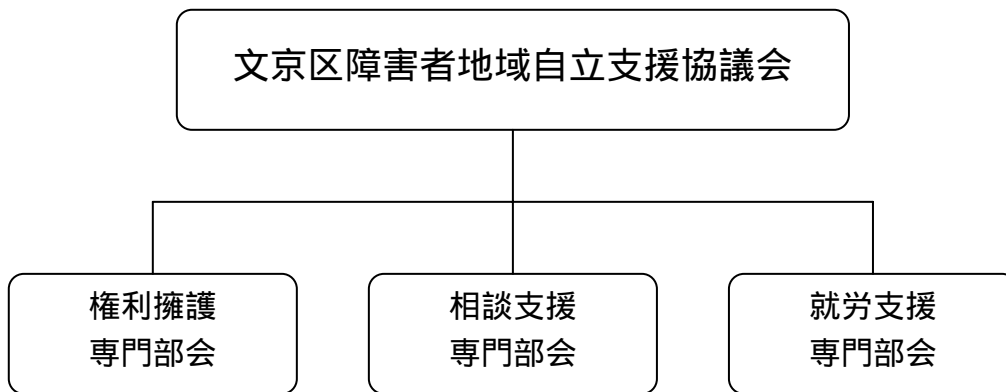 文京区障害者地域自立支援協議会
権利擁護
専門部会
相談支援
専門部会
就労支援
専門部会